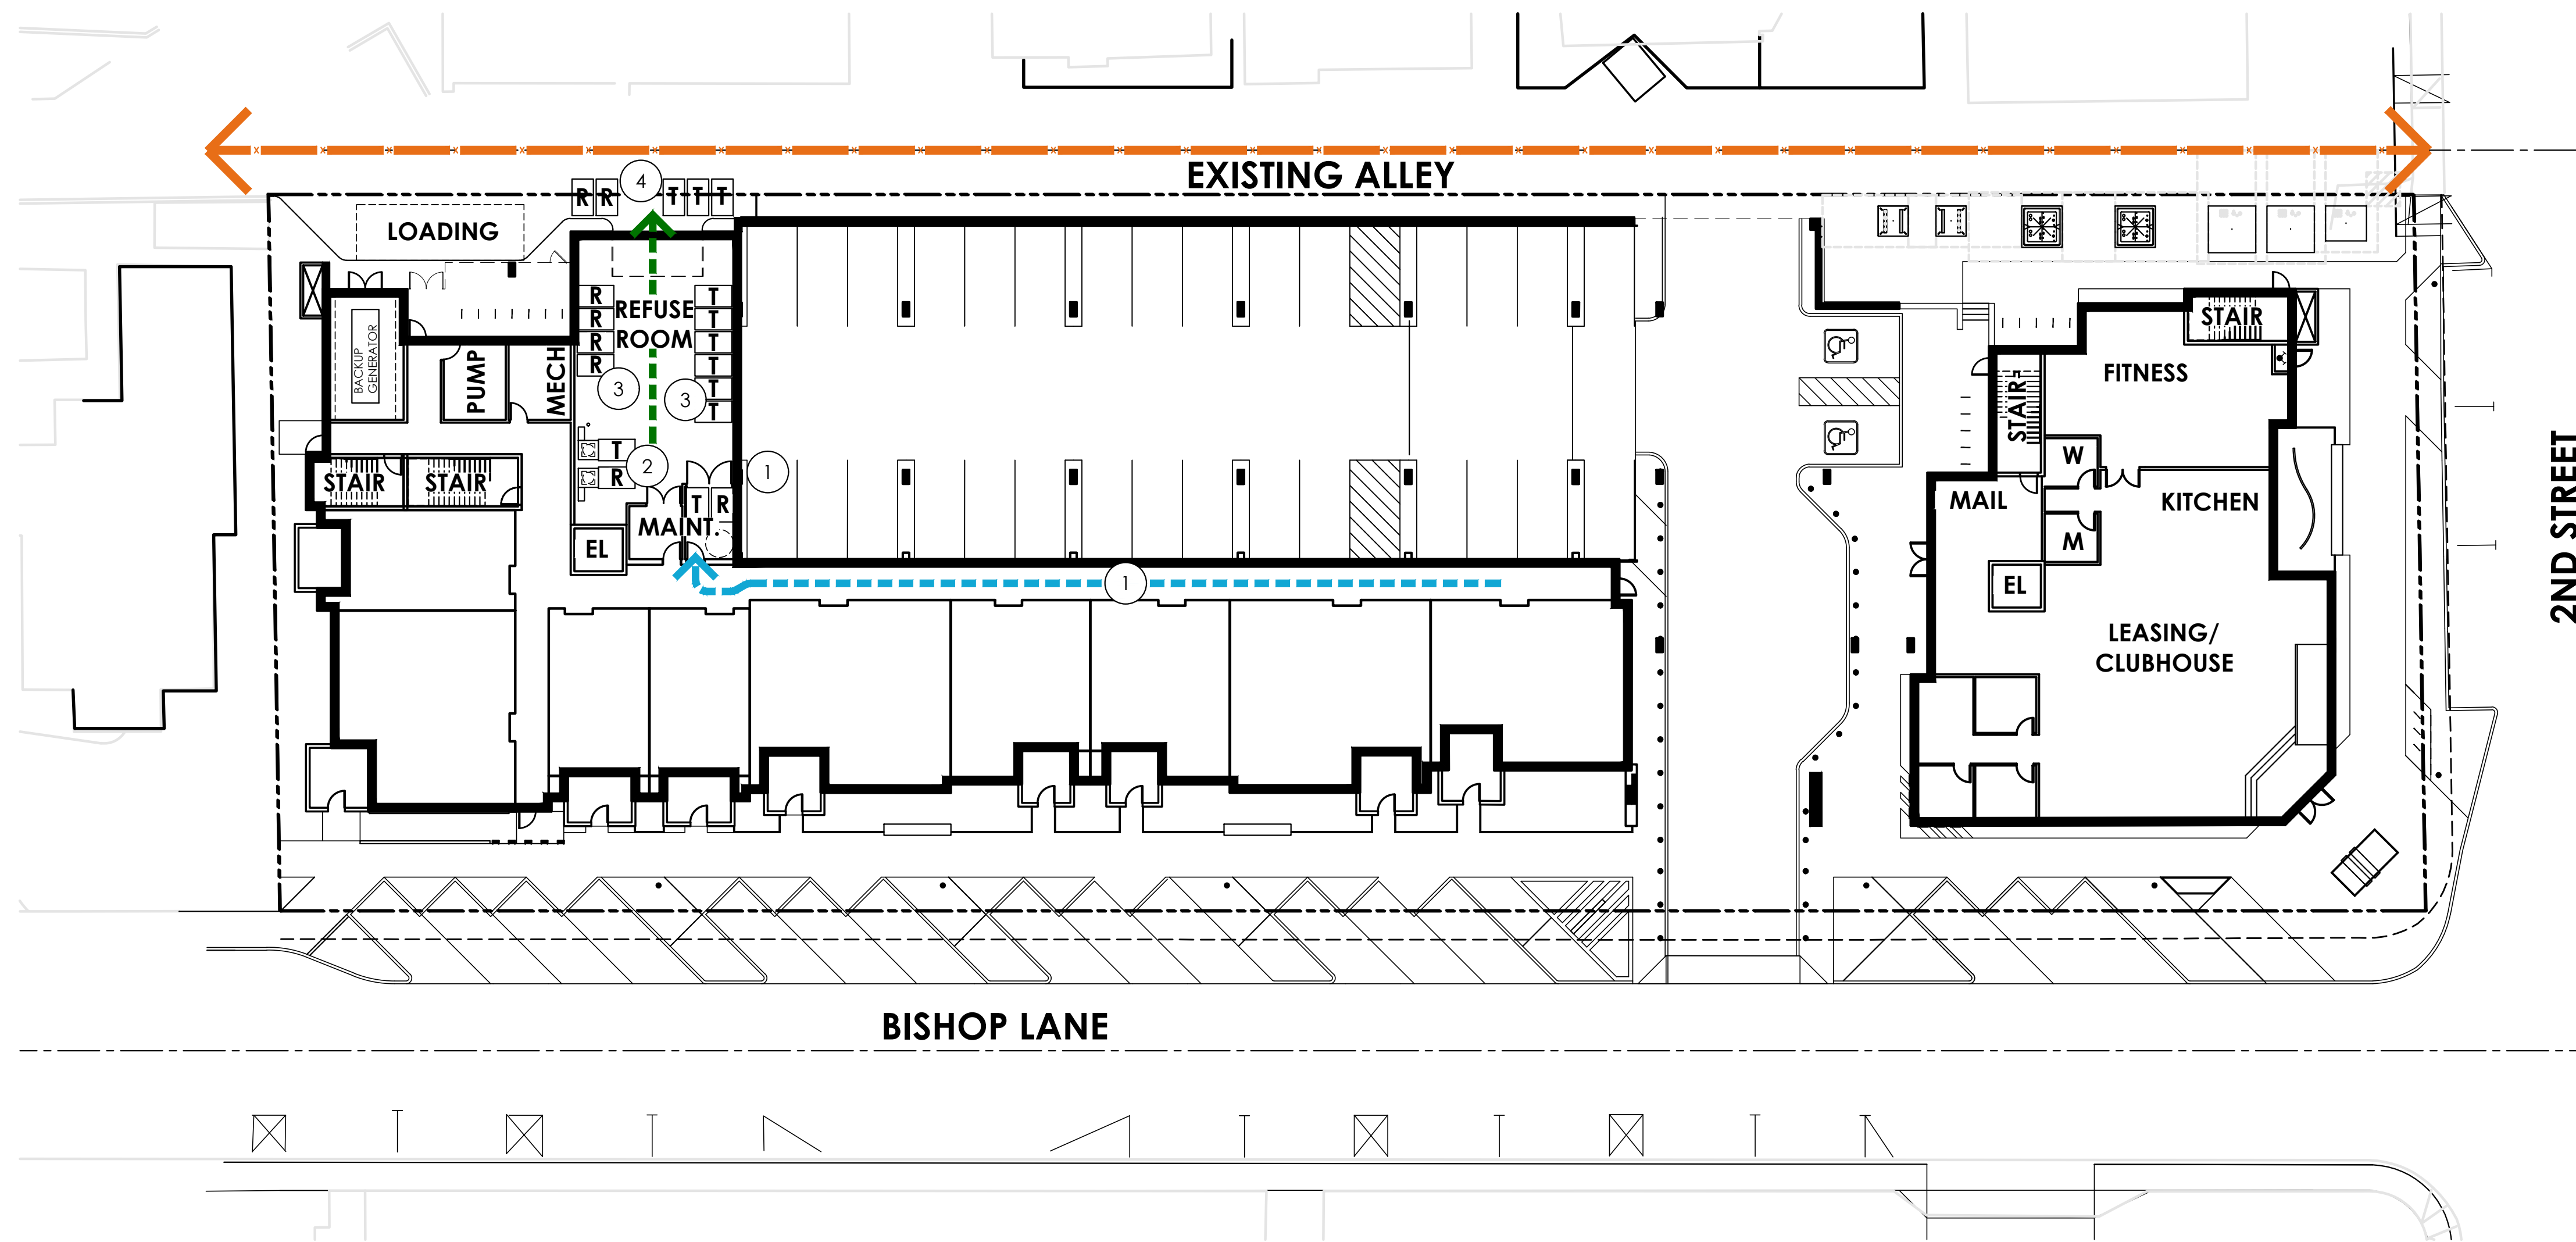 EXISTING ALLEY
4
R R T T T
LOADING
REFUSE
ROOM
R
R
R
R
T
T
T
T
T
T
3
3
BACKUP
GENERATOR
PUMP
MECH
T
R
2
1
T R
MAINT.
EL
STAIR
STAIR
1
STAIR
FITNESS
STAIR
W
MAIL
KITCHEN
M
EL
LEASING/
CLUBHOUSE
2ND STREET
BISHOP LANE